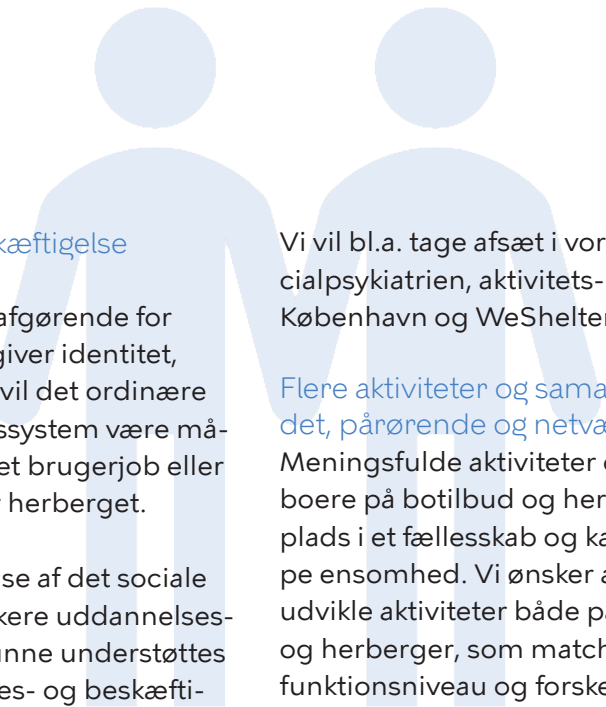 kæftigelse
afgørende for
giver identitet,
vil det ordinære
ssystem være må-
et brugerjob eller
herberget.
se af det sociale
kere uddannelses-
unne understøttes
es- og beskæfti-
Vi vil bl.a. tage afsæt i vor
cialpsykiatrien, aktivitets-
København og WeShelter
Flere aktiviteter og sama
det, pårørende og netvæ
Meningsfulde aktiviteter
boere på botilbud og her
plads i et fællesskab og ka
pe ensomhed. Vi ønsker a
udvikle aktiviteter både på
og herberger, som match
funktionsniveau og forske